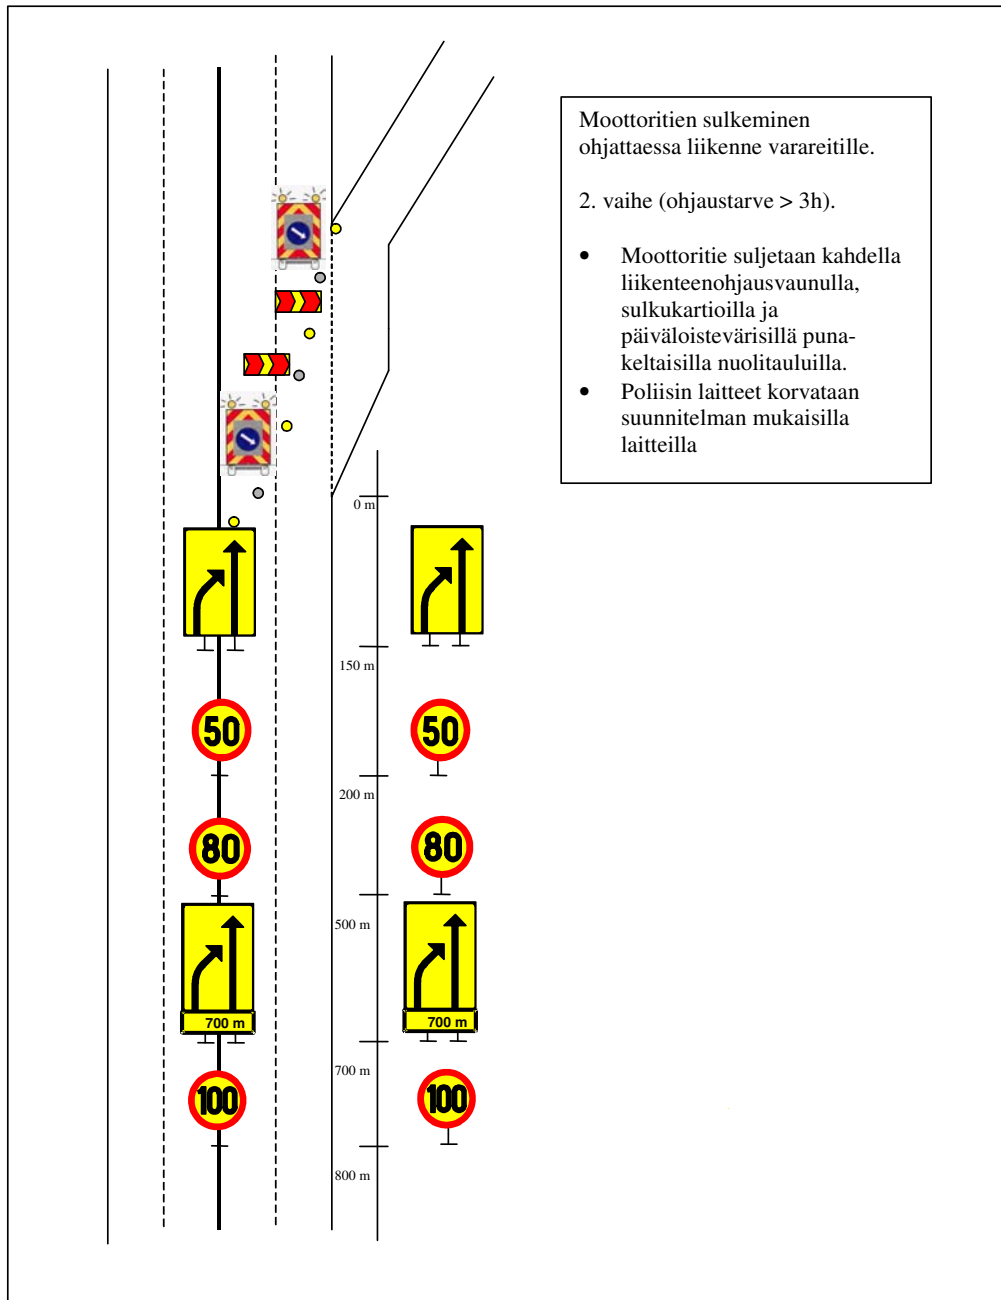 Moottoritien sulkeminen
ohjattaessa liikenne varareitille.
2. vaihe (ohjaustarve > 3h).
• Moottoritie suljetaan kahdella
liikenteenohjausvaunulla,
sulkukartioilla ja
päiväloistevärisillä puna-
keltaisilla nuolitauluilla.
• Poliisin laitteet korvataan
suunnitelman mukaisilla
laitteilla
0 m
150 m
50
50
200 m
80
80
500 m
700 m
700 m
700 m
100
100
800 m